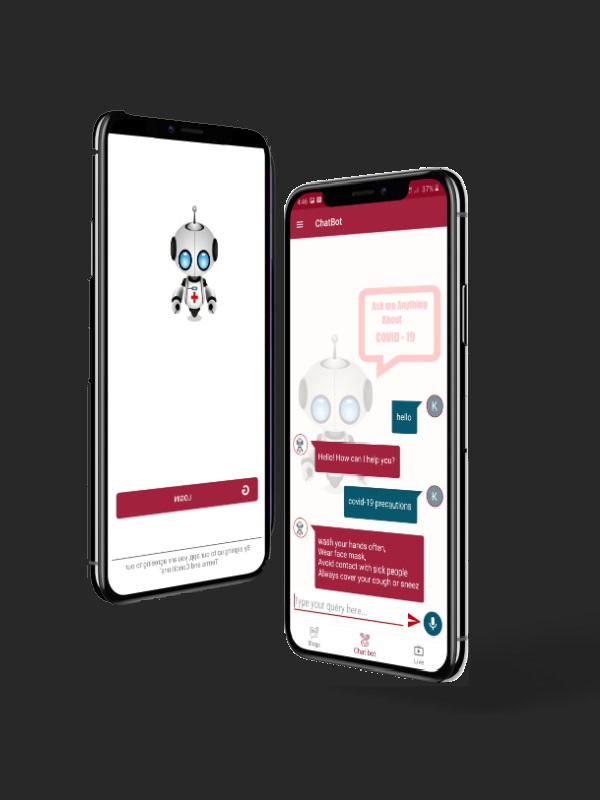 LOGIN
G
By signing up to our app, you are agreeing to our
Terms and Conditions.
4:46
37%
ChatBot
Ask me Anything
About
COVID - 19
hello
K
Hello! How can I help you?
covid-19 precautions
K
wash your hands often,
Wear face mask,
Avoid contact with sick people
Always cover your cough or sneez
Type your query here...
Blogs
Chat bot
Live